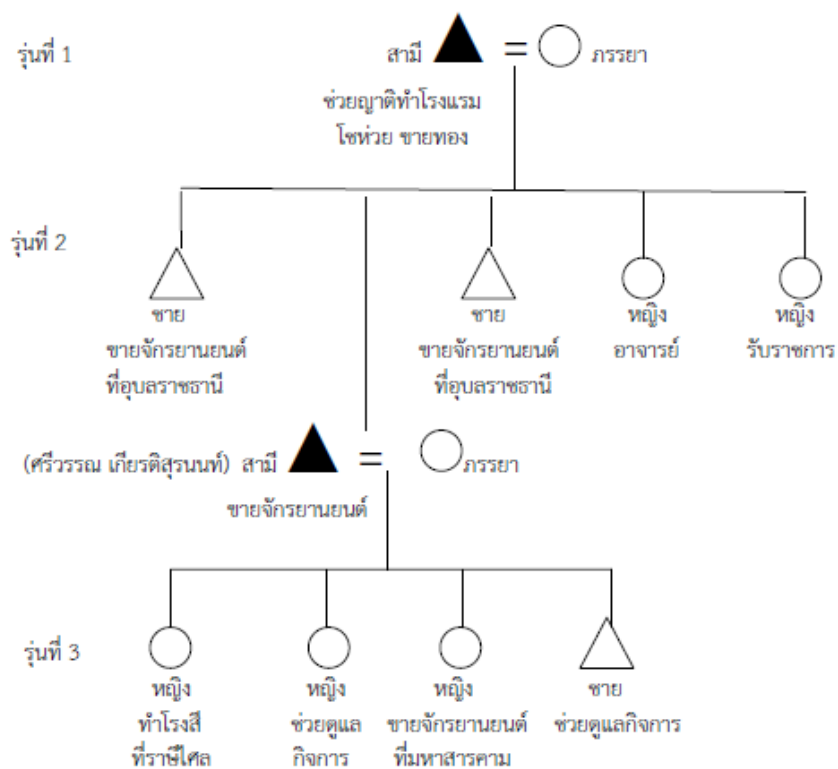 รุ่นที่ 1
สามี = ภรรยา
ช่วยญาติทำโรงแรม
โชห่วย ขายทอง
รุ่นที่ 2
ชาย ชาย หญิง หญิง
ขายจักรยานยนต์ ขายจักรยานยนต์ อาจารย์ รับราชการ
ที่อุบลราชธานี ที่อุบลราชธานี
(ศรีวรรณ เกียรติสุรนนท์) สามี = ภรรยา
ขายจักรยานยนต์
รุ่นที่ 3
หญิง หญิง หญิง ชาย
ทำโรงสี ช่วยดูแล ขายจักรยานยนต์ ช่วยดูแลกิจการ
ที่ราษีไศล กิจการ ที่มหาสารคาม